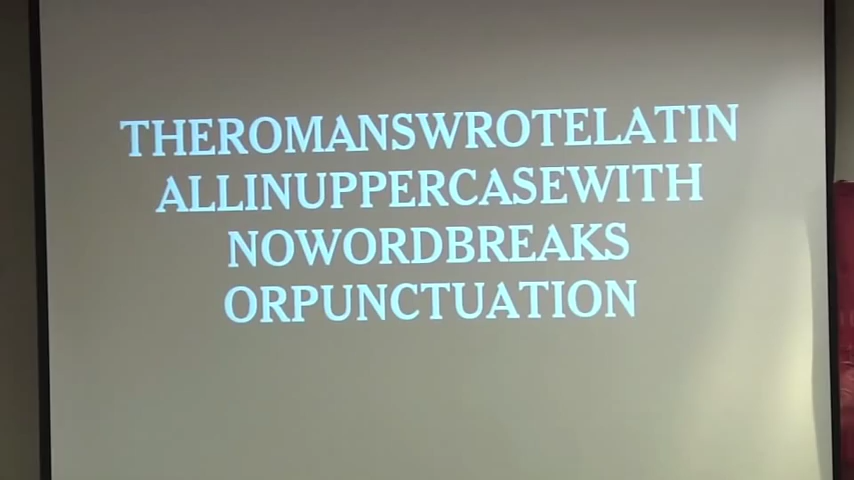 THEROMANSWROTELATIN
ALLINUPPERCASEWITH
NOWORDBREAKS
ORPUNCTUATION